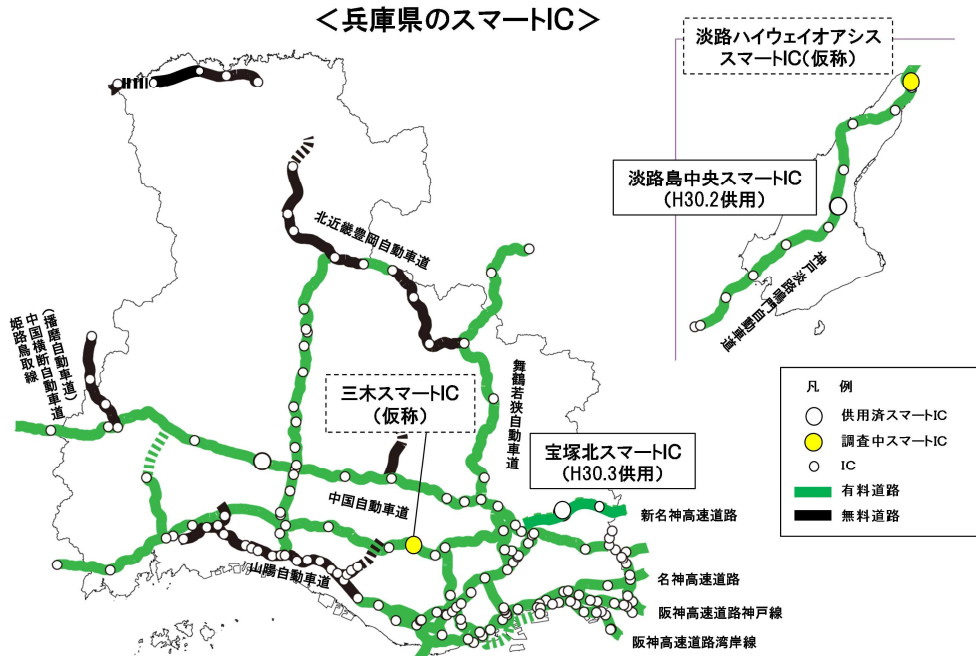 ＜兵庫県のスマートIC＞
淡路ハイウェイオアシス
スマートIC(仮称)
淡路島中央スマートIC
(H30.2供用)
神戸淡路鳴門自動車道
北近畿豊岡自動車道
(播磨自動車道)
中国横断自動車道
姫路鳥取線
三木スマートIC
(仮称)
舞鶴若狭自動車道
宝塚北スマートIC
(H30.3供用)
中国自動車道
新名神高速道路
山陽自動車道
名神高速道路
阪神高速道路神戸線
阪神高速道路湾岸線
凡 例
供用済スマートIC
調査中スマートIC
IC
有料道路
無料道路